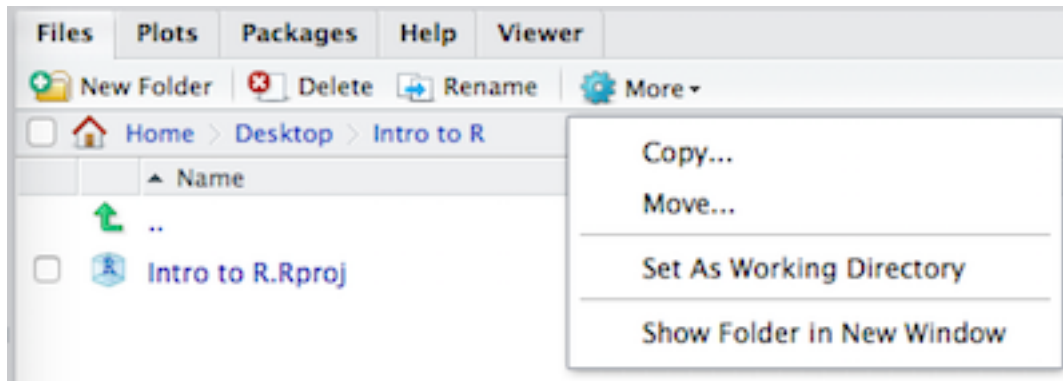 Files Plots Packages Help Viewer
New Folder Delete Rename More
Home Desktop Intro to R
Name
..
Intro to R.Rproj
Copy...
Move...
Set As Working Directory
Show Folder in New Window